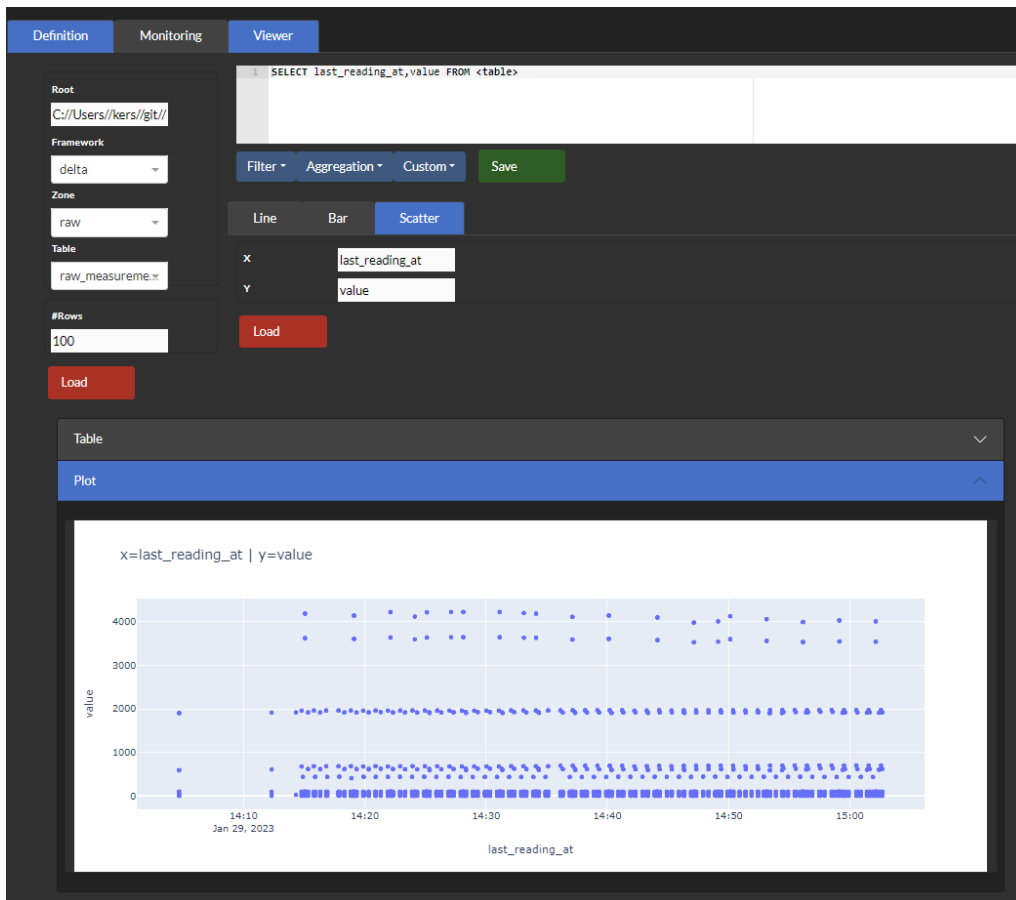 Definition
Monitoring
Viewer
Root
C://Users//kers//git//
Framework
delta
Zone
raw
Table
raw_measureme...
#Rows
100
Load
1 SELECT last_reading_at,value FROM <table>
Filter
Aggregation
Custom
Save
Line
Bar
Scatter
X
last_reading_at
Y
value
Load
Table
Plot
x=last_reading_at | y=value
value
4000
3000
2000
1000
0
14:10
Jan 29, 2023
14:20
14:30
14:40
14:50
15:00
last_reading_at